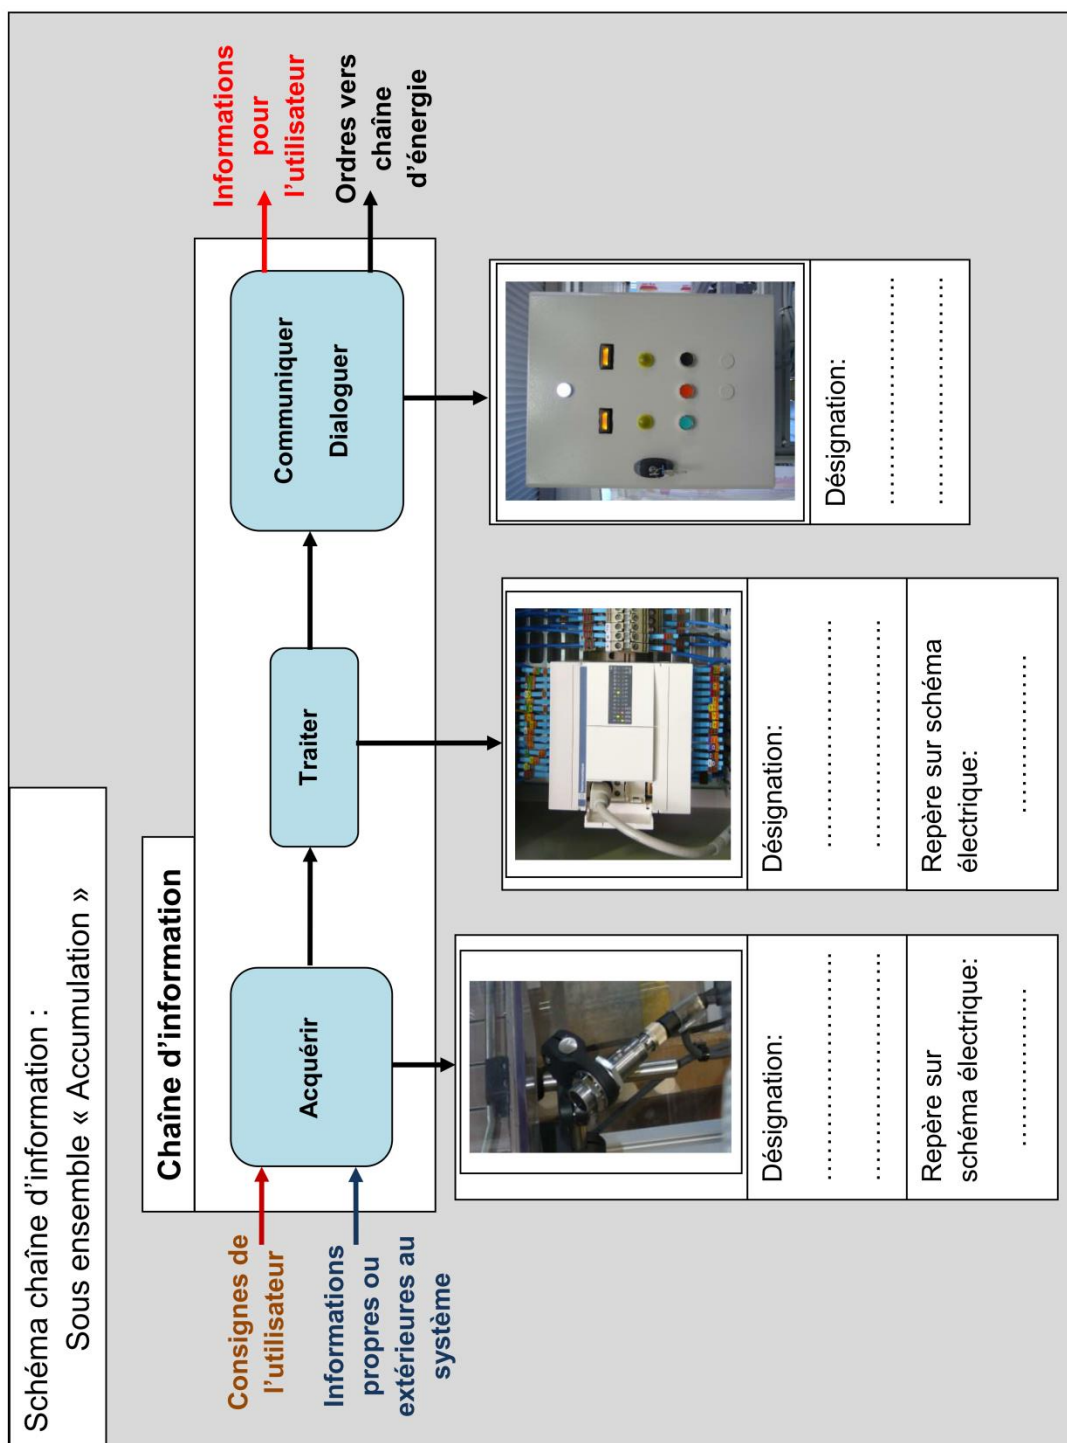 Schéma chaîne d'information :
Sous ensemble « Accumulation »
Chaîne d'information
Consignes de
l'utilisateur
Informations
propres ou
extérieures au
système
Acquérir
Traiter
Communiquer
Dialoguer
Informations
pour
l'utilisateur
Ordres vers
chaîne
d'énergie
Désignation:
……………………………
……………………………
Repère sur
schéma électrique:
……………………
Désignation:
……………………………
……………………………
Repère sur schéma
électrique:
……………………
Désignation:
……………………………
……………………………